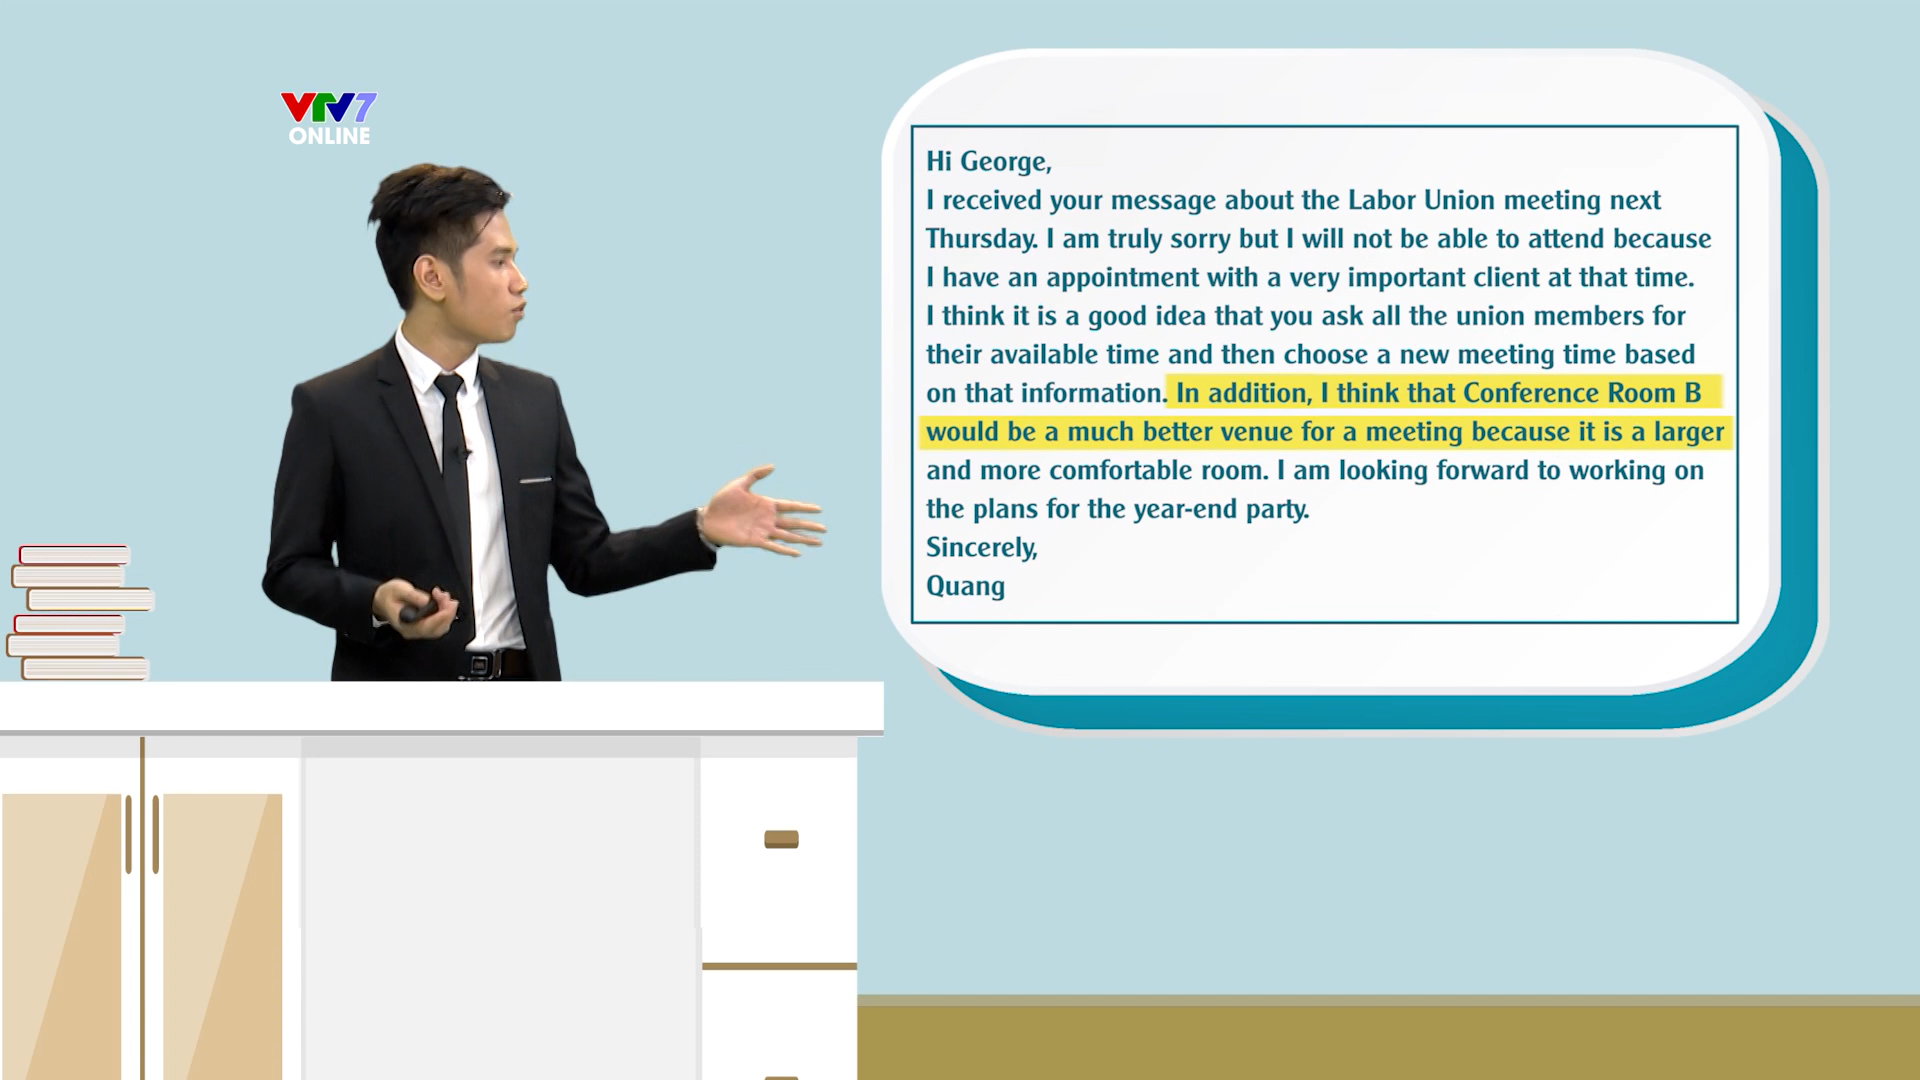 VTV7
ONLINE
Hi George,
I received your message about the Labor Union meeting next
Thursday. I am truly sorry but I will not be able to attend because
I have an appointment with a very important client at that time.
I think it is a good idea that you ask all the union members for
their available time and then choose a new meeting time based
on that information. In addition, I think that Conference Room B
would be a much better venue for a meeting because it is a larger
and more comfortable room. I am looking forward to working on
the plans for the year-end party.
Sincerely,
Quang